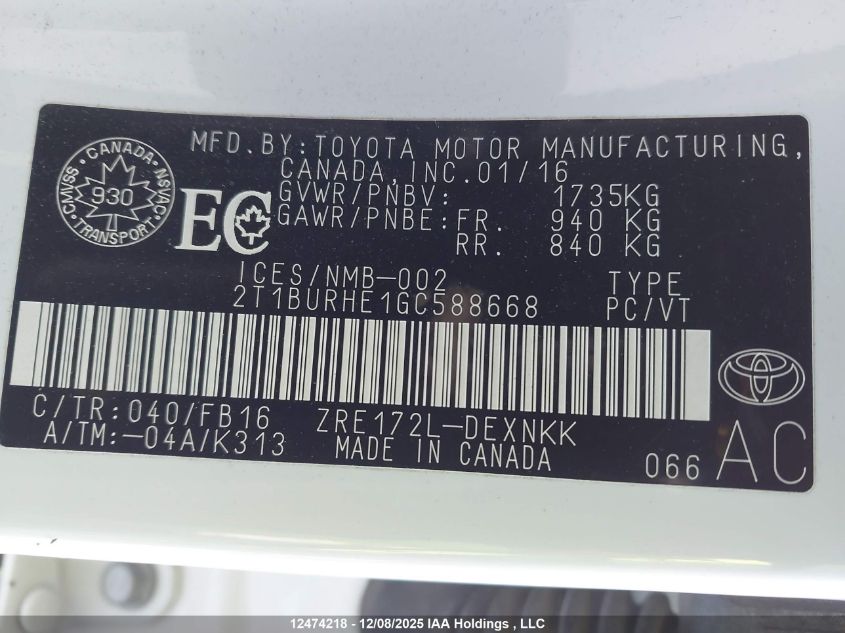 MFD.BY:TOYOTA MOTOR MANUFACTURING,
CANADA, INC.01/16
GVWR/PNBV: 1735KG
GAWR/PNBE:FR. 940 KG
RR. 840 KG
CANADA
CMVSS 930 NSVAC
TRANSPORT
EC
ICES/NMB-002 TYPE
2T1BURHE1GC588668 PC/VT
C/TR:040/FB16 ZRE172L-DEXNKK
A/TM:-04A/K313 MADE IN CANADA
066 AC
12474218 - 12/08/2025 IAA Holdings , LLC